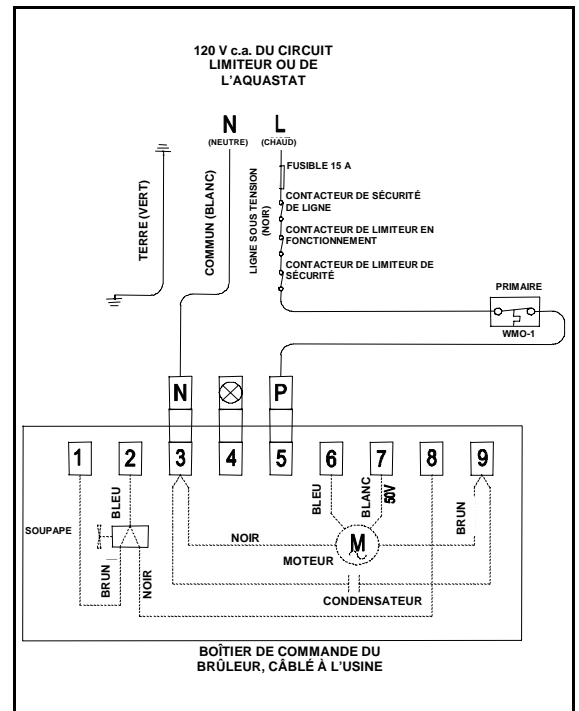 120 V c.a. DU CIRCUIT
LIMITEUR OU DE
L'AQUASTAT
N
L
(NEUTRE)
(CHAUD)
FUSIBLE 15 A
TERRE (VERT)
COMMUN (BLANC)
LIGNE SOUS TENSION
(NOIR)
CONTACTEUR DE SÉCURITÉ
DE LIGNE
CONTACTEUR DE LIMITEUR EN
FONCTIONNEMENT
CONTACTEUR DE LIMITEUR DE
SÉCURITÉ
PRIMAIRE
WMO-1
N
P
1
2
3
4
5
6
7
8
9
BLEU
BLEU
BLANC
50V
BRUN
SOUPAPE
NOIR
M
MOTEUR
BRUN
NOIR
CONDENSATEUR
BOÎTIER DE COMMANDE DU
BRÛLEUR, CÂBLÉ À L'USINE